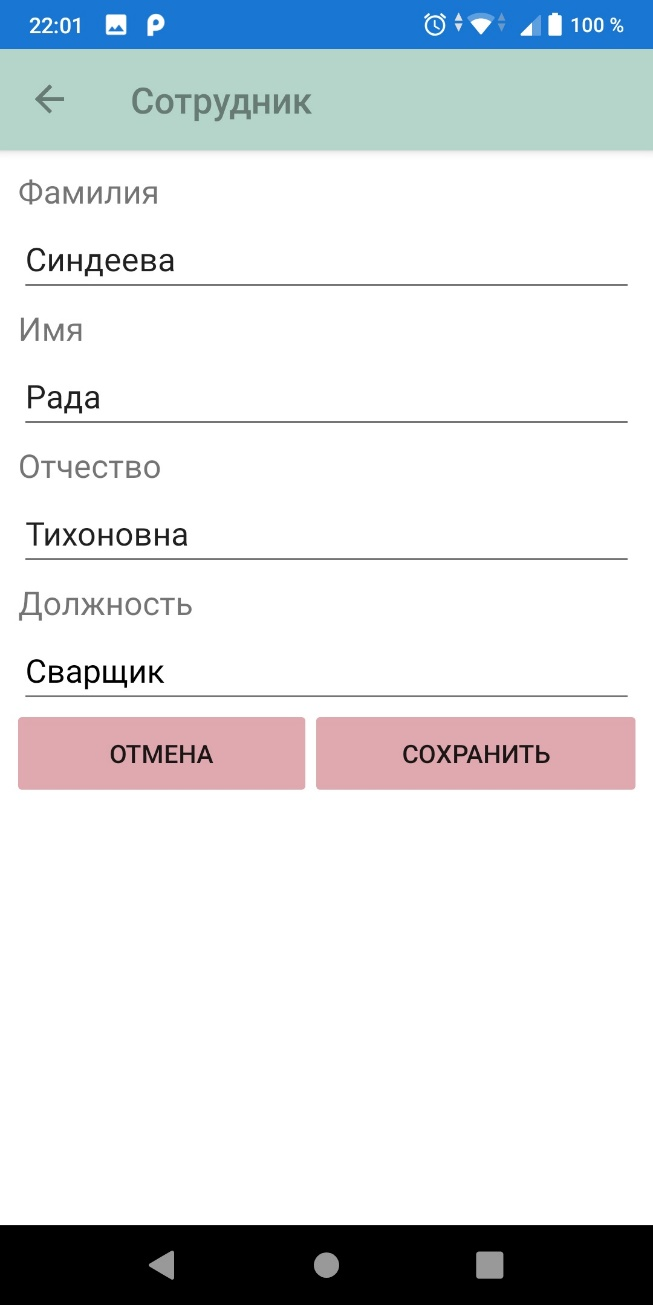 22:01 100 %
Сотрудник
Фамилия
Синдеева
Имя
Рада
Отчество
Тихоновна
Должность
Сварщик
ОТМЕНА СОХРАНИТЬ